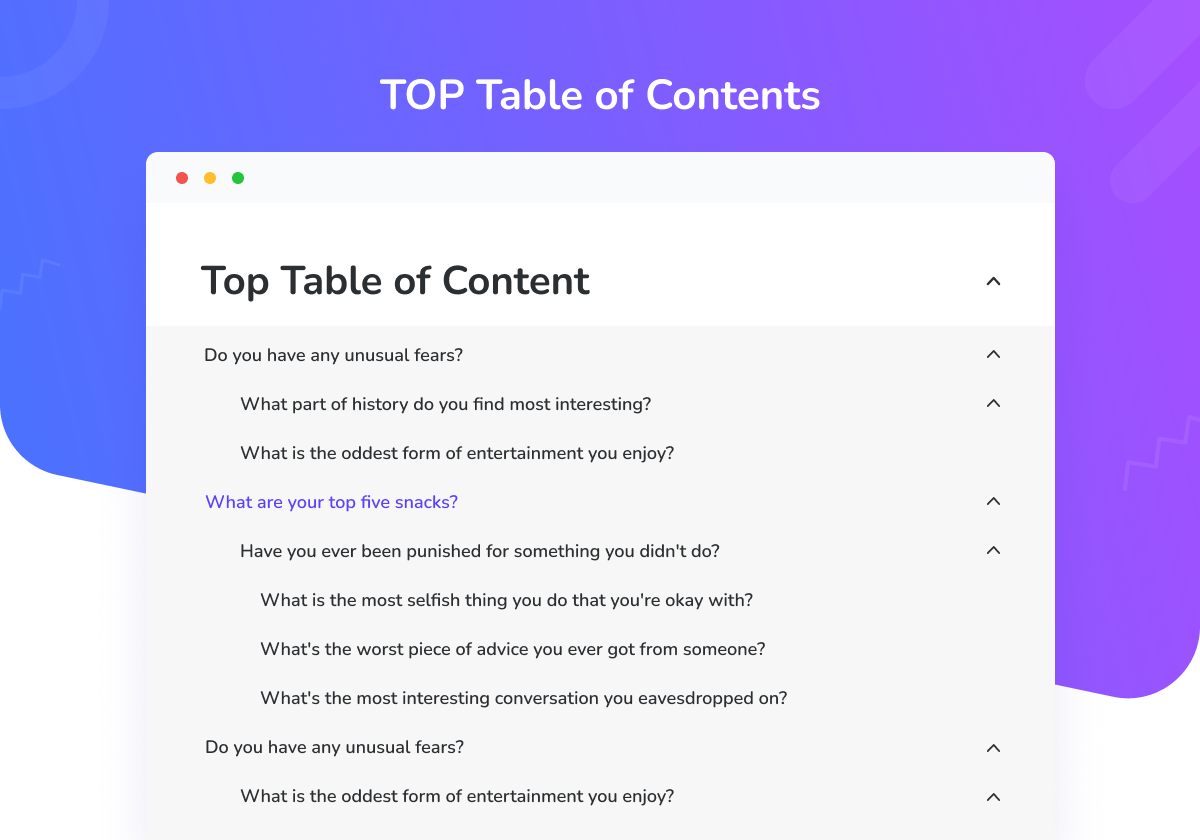 TOP Table of Contents
Top Table of Content
Do you have any unusual fears?
What part of history do you find most interesting?
What is the oddest form of entertainment you enjoy?
What are your top five snacks?
Have you ever been punished for something you didn't do?
What is the most selfish thing you do that you're okay with?
What's the worst piece of advice you ever got from someone?
What's the most interesting conversation you eavesdropped on?
Do you have any unusual fears?
What is the oddest form of entertainment you enjoy?